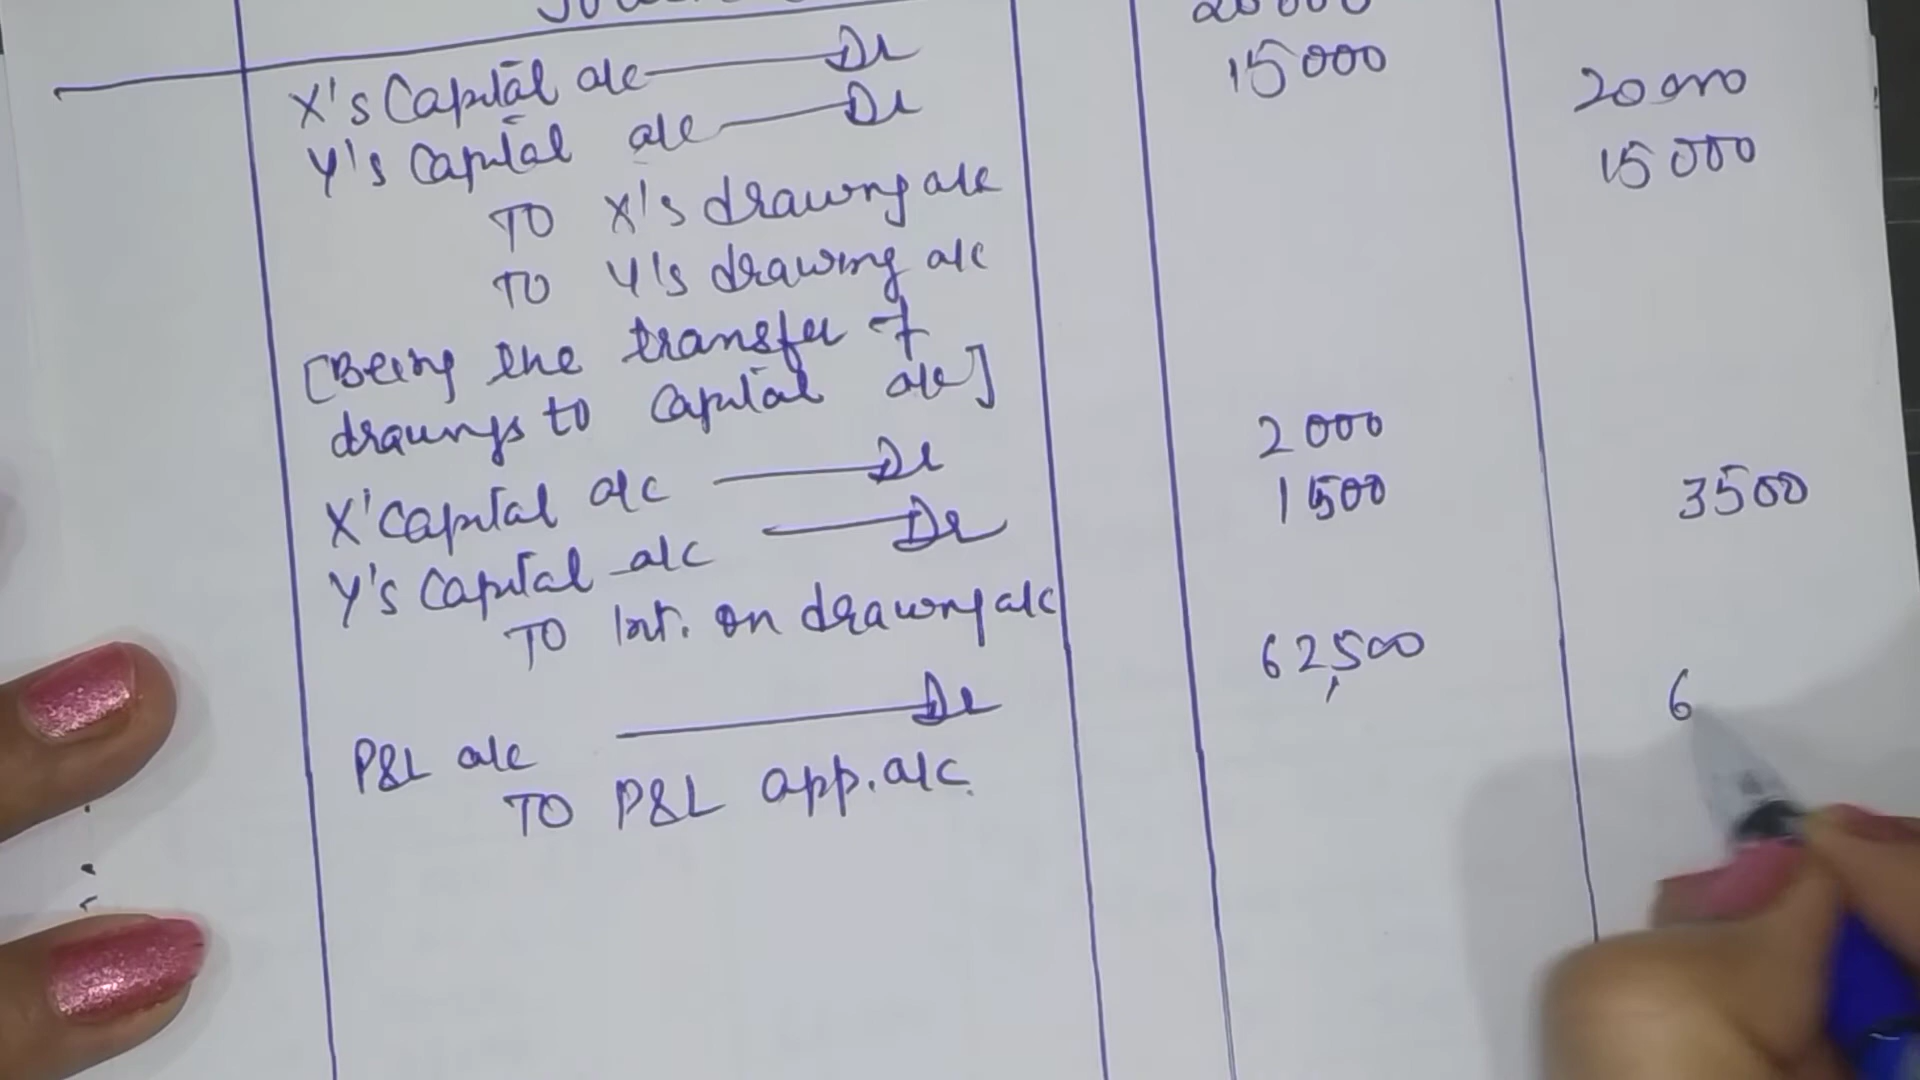 20000
X's Capital a/c Dr 15000
Y's Capital a/c Dr 20000
TO X's drawing a/c 15000
TO Y's drawing a/c
[Being the transfer of
drawings to capital a/c]
X'Capital a/c Dr 2000
Y's Capital a/c Dr 1500 3500
TO Int. on drawing a/c
P&L a/c Dr 62,500
TO P&L app. a/c. 6